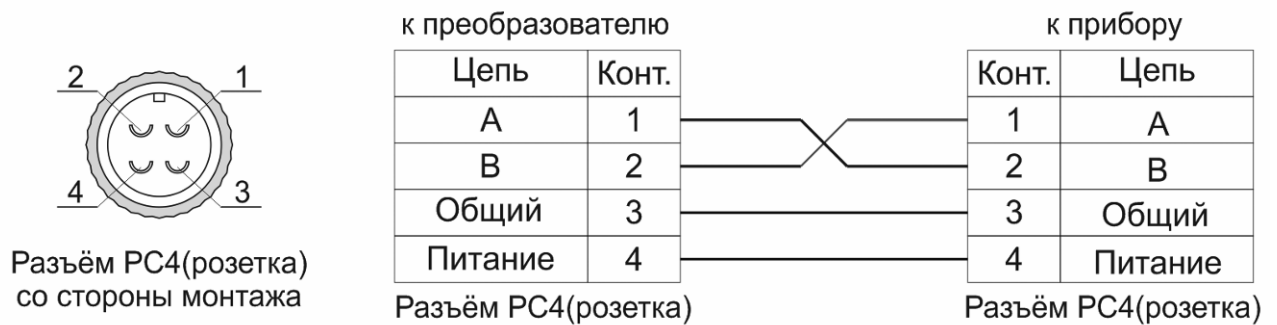 2 1
4 3
Разъём РС4(розетка)
со стороны монтажа
к преобразователю
Цепь Конт.
А 1
В 2
Общий 3
Питание 4
Разъём РС4(розетка)
к прибору
Конт. Цепь
1 А
2 В
3 Общий
4 Питание
Разъём РС4(розетка)